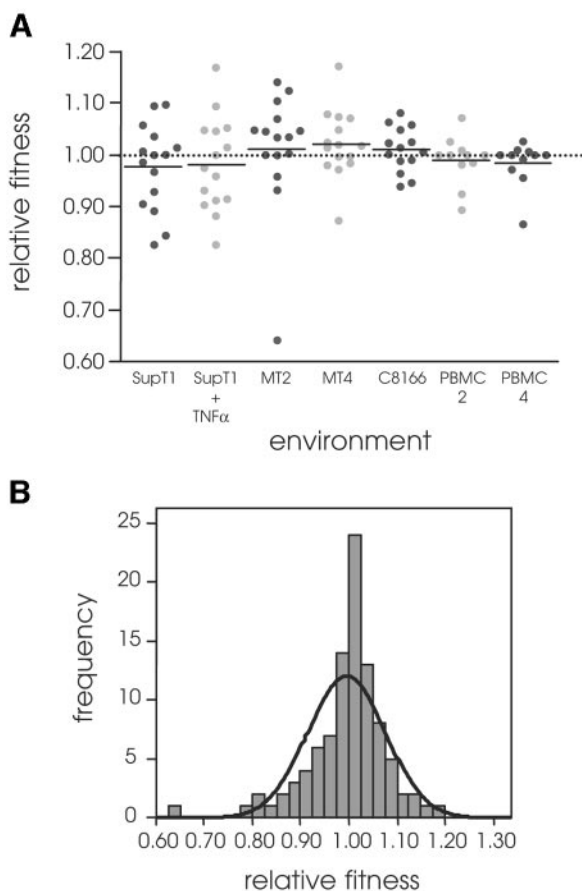 A
relative fitness
1.20
1.10
1.00
0.90
0.80
0.70
0.60
SupT1 SupT1 MT2 MT4 C8166 PBMC PBMC
+ 2 4
TNFα
environment
B
frequency
25
20
15
10
5
0
0.60 0.70 0.80 0.90 1.00 1.10 1.20 1.30
relative fitness